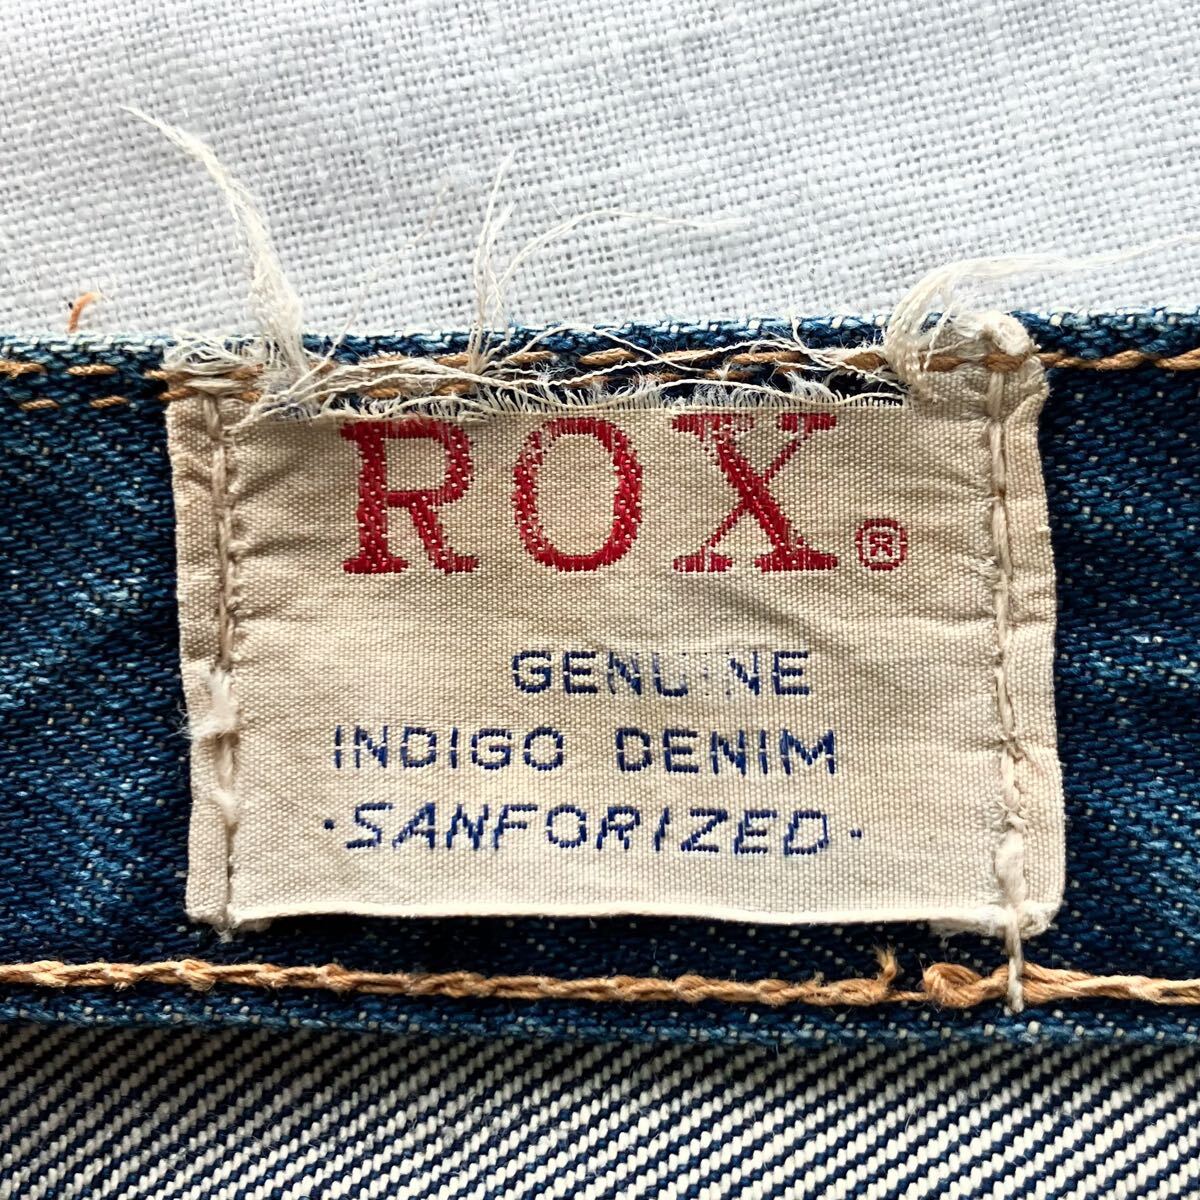 ROX®
GENUINE
INDIGO DENIM
·SANFORIZED·